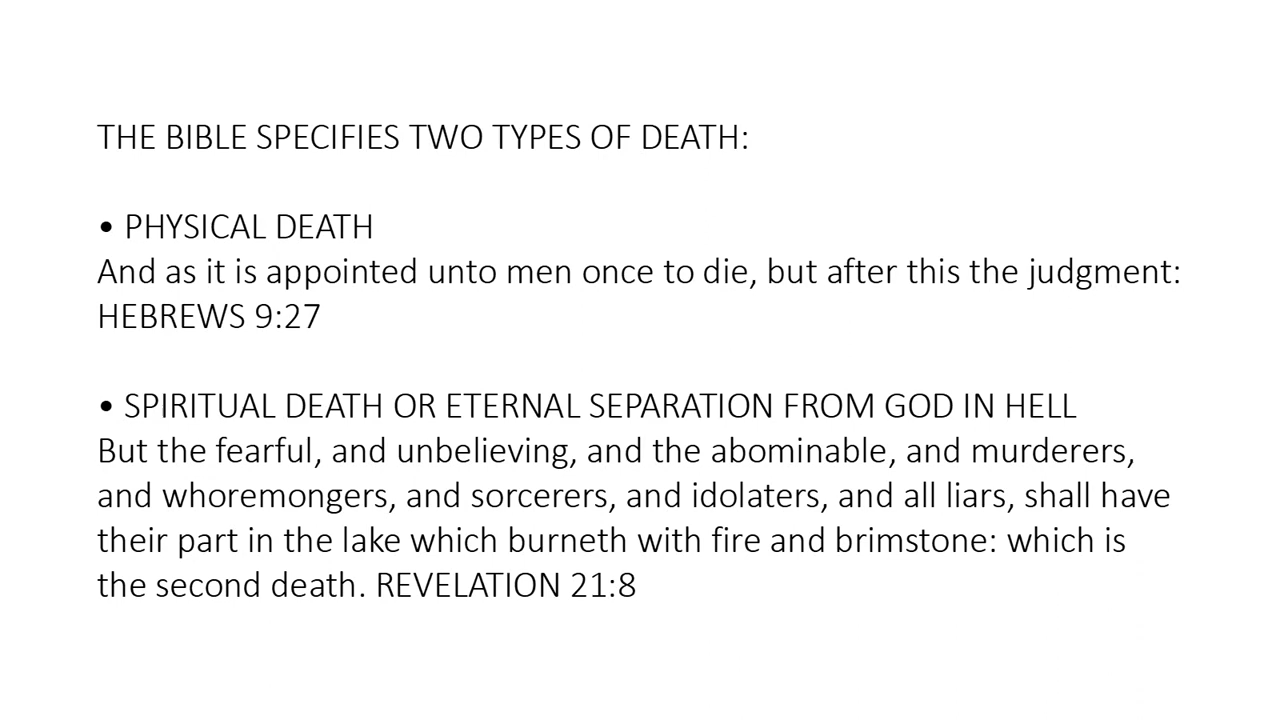 THE BIBLE SPECIFIES TWO TYPES OF DEATH:
• PHYSICAL DEATH
And as it is appointed unto men once to die, but after this the judgment:
HEBREWS 9:27
• SPIRITUAL DEATH OR ETERNAL SEPARATION FROM GOD IN HELL
But the fearful, and unbelieving, and the abominable, and murderers,
and whoremongers, and sorcerers, and idolaters, and all liars, shall have
their part in the lake which burneth with fire and brimstone: which is
the second death. REVELATION 21:8